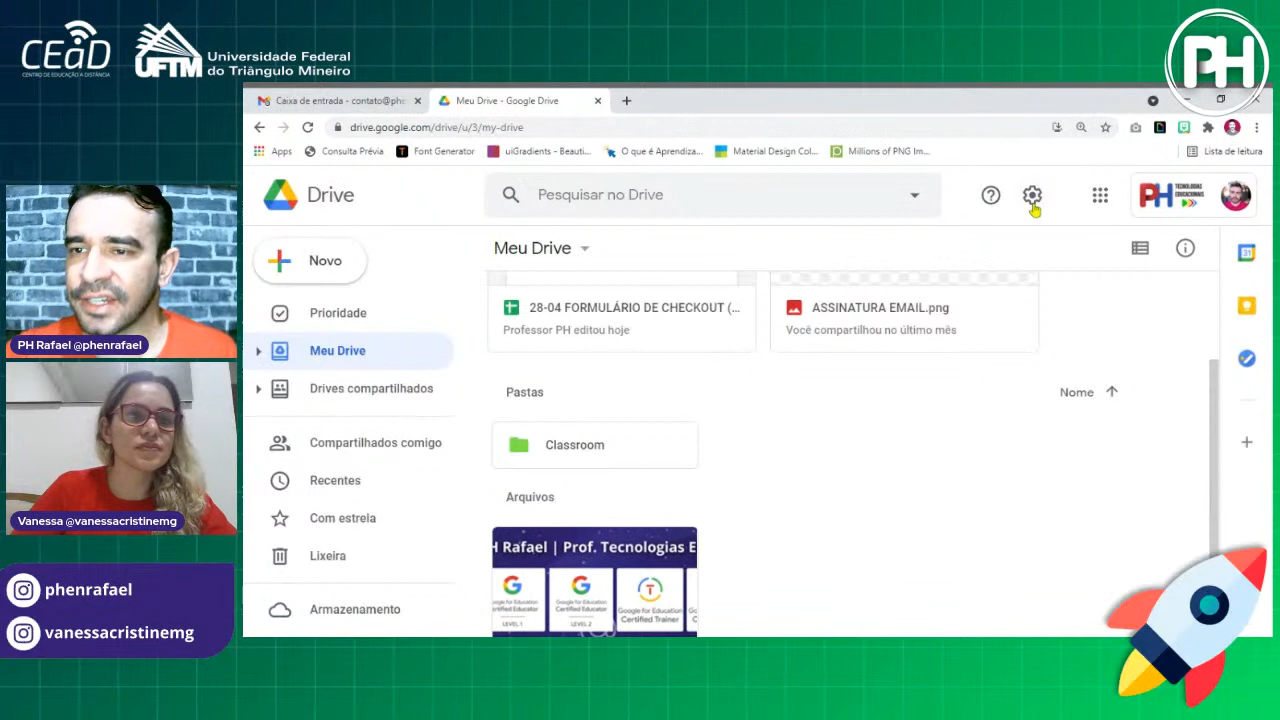 CEaD
CENTRO DE EDUCAÇÃO A DISTÂNCIA
UFTM
Universidade Federal
do Triângulo Mineiro
PH
Caixa de entrada - contato@ph
Meu Drive - Google Drive
drive.google.com/drive/u/3/my-drive
Apps
Consulta Prévia
Font Generator
uiGradients - Beauti...
O que é Aprendiza...
Material Design Col...
Millions of PNG Im...
Lista de leitura
Drive
Pesquisar no Drive
PH TECNOLOGIAS
EDUCACIONAIS
Novo
Meu Drive
Prioridade
Meu Drive
Drives compartilhados
Compartilhados comigo
Recentes
Com estrela
Lixeira
Armazenamento
28-04 FORMULÁRIO DE CHECKOUT (...
Professor PH editou hoje
ASSINATURA EMAIL.png
Você compartilhou no último mês
Pastas
Nome
Classroom
Arquivos
H Rafael | Prof. Tecnologias E
Google for Education
Certified Educator
LEVEL 1
Google for Education
Certified Educator
LEVEL 2
Google for Education
Certified Trainer
31
PH Rafael @phenrafael
Vanessa @vanessacristinemg
phenrafael
vanessacristinemg